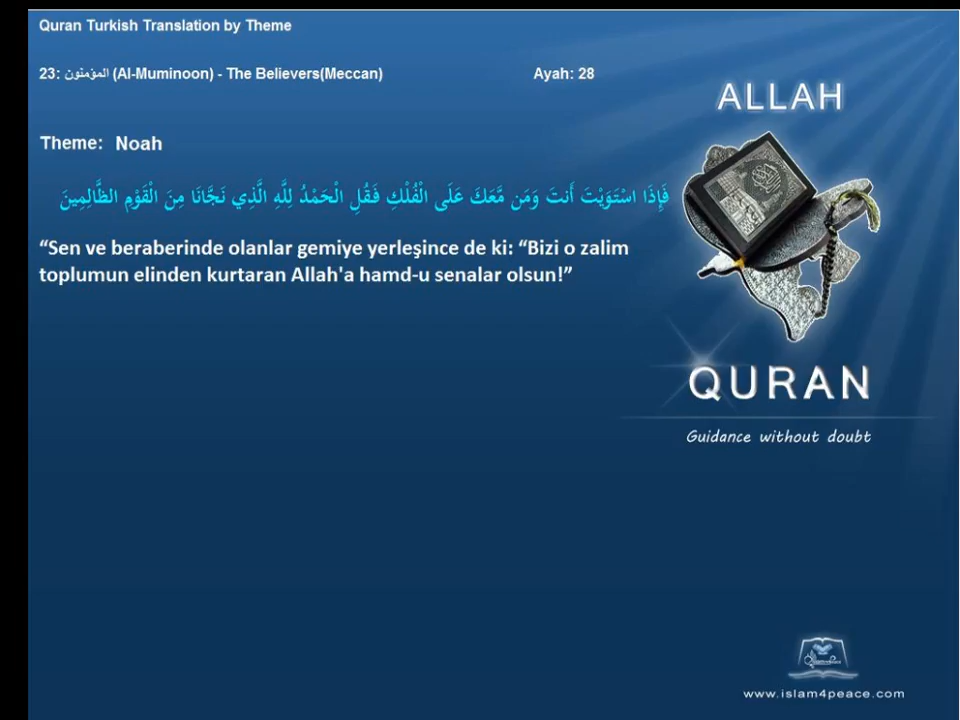 Quran Turkish Translation by Theme
23: المؤمنون (Al-Muminoon) - The Believers(Meccan) Ayah: 28
ALLAH
Theme: Noah
فَإِذَا اسْتَوَيْتَ أَنتَ وَمَن مَّعَكَ عَلَى الْفُلْكِ فَقُلِ الْحَمْدُ لِلَّهِ الَّذِي نَجَّانَا مِنَ الْقَوْمِ الظَّالِمِينَ
“Sen ve beraberinde olanlar gemiye yerleşince de ki: “Bizi o zalim
toplumun elinden kurtaran Allah'a hamd-u senalar olsun!”
QURAN
Guidance without doubt
www.islam4peace.com